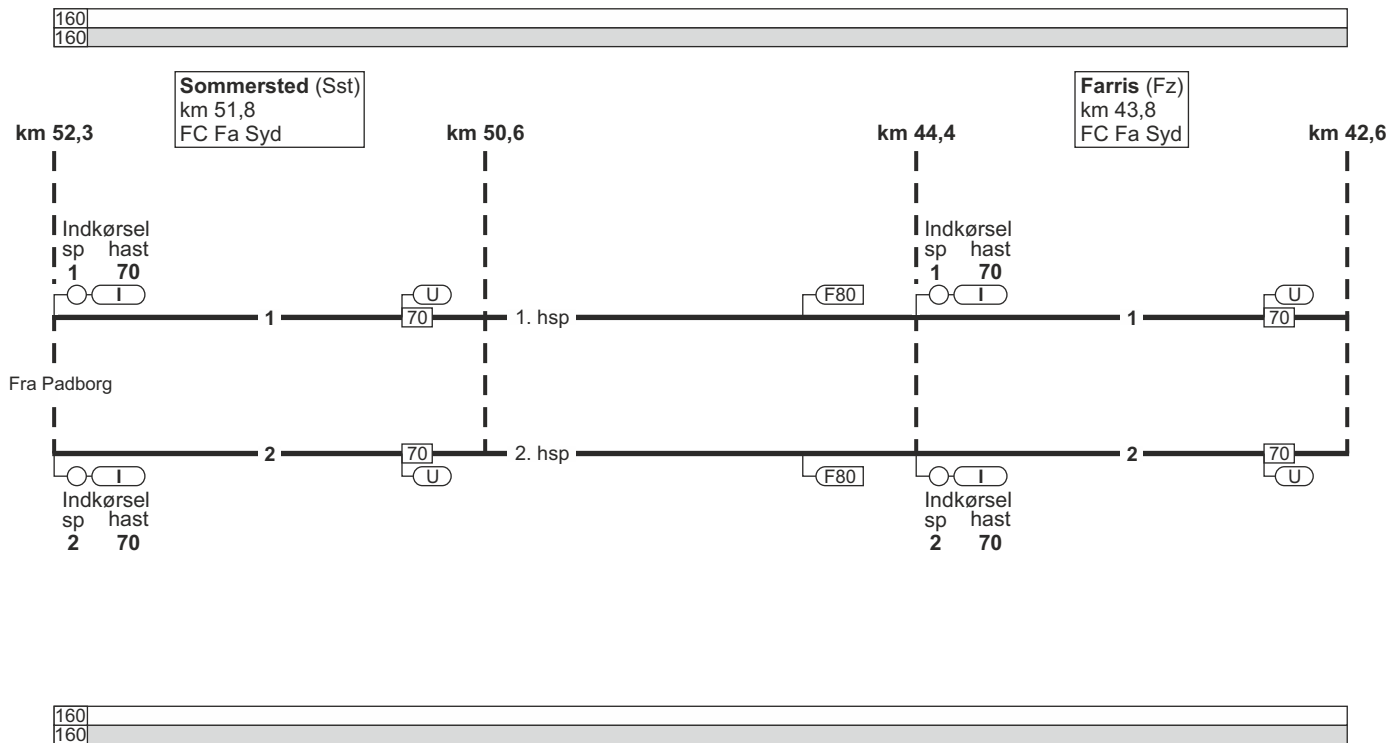 160
160
Sommersted (Sst)
km 51,8
FC Fa Syd
Farris (Fz)
km 43,8
FC Fa Syd
km 52,3
km 50,6
km 44,4
km 42,6
Indkørsel
sp hast
1 70
I
U
Indkørsel
sp hast
1 70
F80
I
U
1
70
1. hsp
1
70
Fra Padborg
2
70
2. hsp
2
70
I
U
F80
I
U
Indkørsel
sp hast
2 70
Indkørsel
sp hast
2 70
160
160